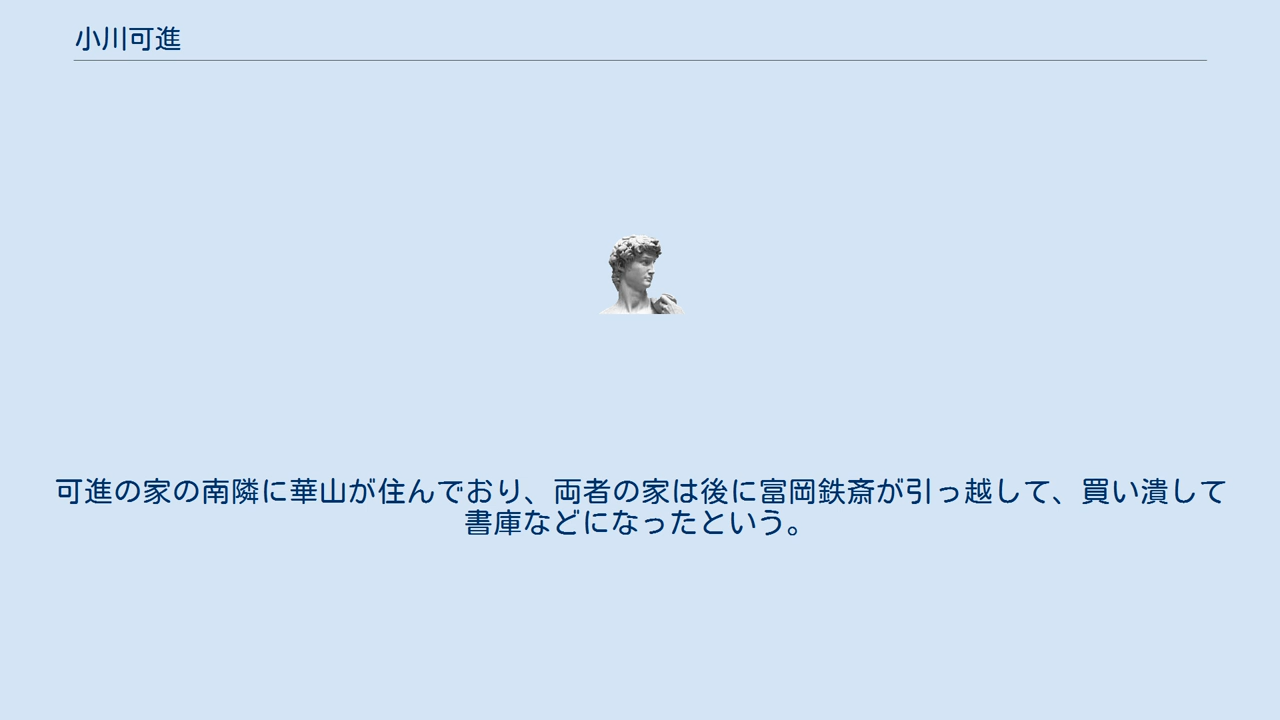 小川可進
可進の家の南隣に華山が住んでおり、両者の家は後に富岡鉄斎が引っ越して、買い潰して
書庫などになったという。